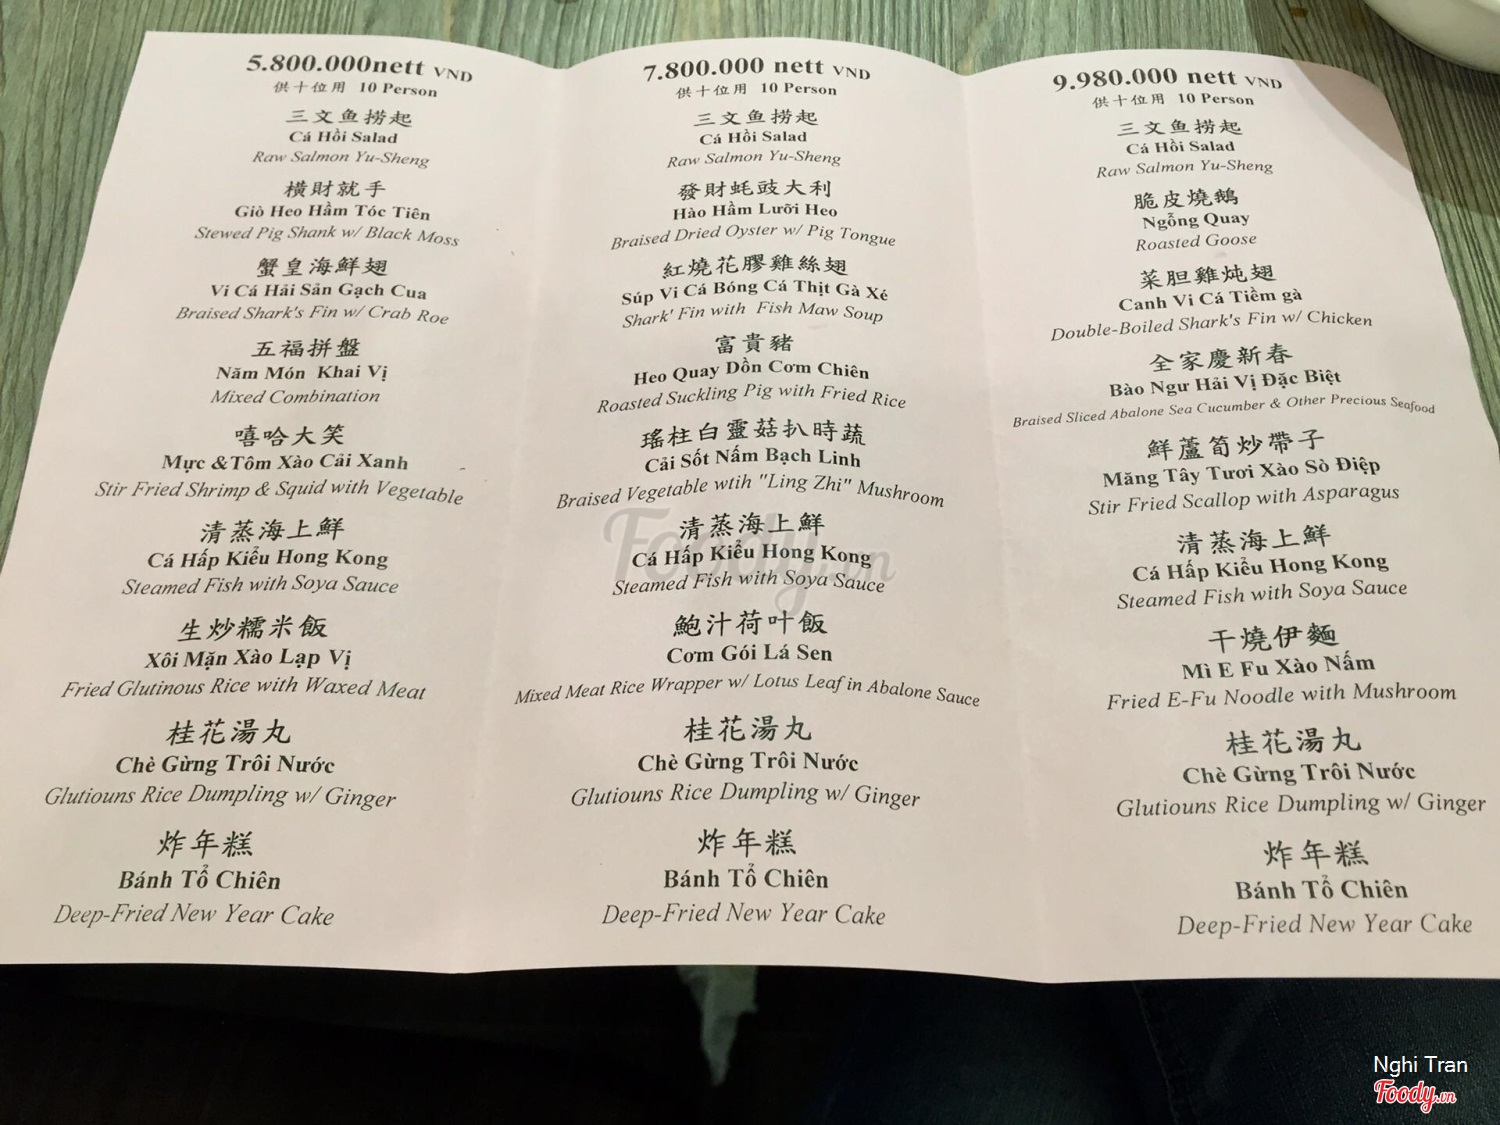 5.800.000nett VND
供十位用 10 Person
三文鱼捞起
Cá Hồi Salad
Raw Salmon Yu-Sheng
橫財就手
Giò Heo Hầm Tóc Tiên
Stewed Pig Shank w/ Black Moss
蟹皇海鮮翅
Vi Cá Hải Sản Gạch Cua
Braised Shark's Fin w/ Crab Roe
五福拼盤
Năm Món Khai Vị
Mixed Combination
嘻哈大笑
Mực &Tôm Xào Cải Xanh
Stir Fried Shrimp & Squid with Vegetable
清蒸海上鮮
Cá Hấp Kiểu Hong Kong
Steamed Fish with Soya Sauce
生炒糯米飯
Xôi Mặn Xào Lạp Vị
Fried Glutinous Rice with Waxed Meat
桂花湯丸
Chè Gừng Trôi Nước
Glutiouns Rice Dumpling w/ Ginger
炸年糕
Bánh Tổ Chiên
Deep-Fried New Year Cake
7.800.000 nett VND
供十位用 10 Person
三文鱼捞起
Cá Hồi Salad
Raw Salmon Yu-Sheng
發財蚝豉大利
Hào Hầm Lưỡi Heo
Braised Dried Oyster w/ Pig Tongue
紅燒花膠雞絲翅
Súp Vi Cá Bóng Cá Thịt Gà Xé
Shark' Fin with Fish Maw Soup
富貴豬
Heo Quay Dồn Cơm Chiên
Roasted Suckling Pig with Fried Rice
瑤柱白靈菇扒時蔬
Cải Sốt Nấm Bạch Linh
Braised Vegetable wtih "Ling Zhi" Mushroom
清蒸海上鮮
Cá Hấp Kiểu Hong Kong
Steamed Fish with Soya Sauce
鮑汁荷叶飯
Cơm Gói Lá Sen
Mixed Meat Rice Wrapper w/ Lotus Leaf in Abalone Sauce
桂花湯丸
Chè Gừng Trôi Nước
Glutiouns Rice Dumpling w/ Ginger
炸年糕
Bánh Tổ Chiên
Deep-Fried New Year Cake
9.980.000 nett VND
供十位用 10 Person
三文鱼捞起
Cá Hồi Salad
Raw Salmon Yu-Sheng
脆皮燒鵝
Ngỗng Quay
Roasted Goose
菜胆雞炖翅
Canh Vi Cá Tiềm gà
Double-Boiled Shark's Fin w/ Chicken
全家慶新春
Bào Ngư Hải Vị Đặc Biệt
Braised Sliced Abalone Sea Cucumber & Other Precious Seafood
鮮蘆筍炒帶子
Măng Tây Tươi Xào Sò Điệp
Stir Fried Scallop with Asparagus
清蒸海上鮮
Cá Hấp Kiểu Hong Kong
Steamed Fish with Soya Sauce
干燒伊麵
Mì E Fu Xào Nấm
Fried E-Fu Noodle with Mushroom
桂花湯丸
Chè Gừng Trôi Nước
Glutiouns Rice Dumpling w/ Ginger
炸年糕
Bánh Tổ Chiên
Deep-Fried New Year Cake
Foody.vn
Nghi Tran
Foody.vn